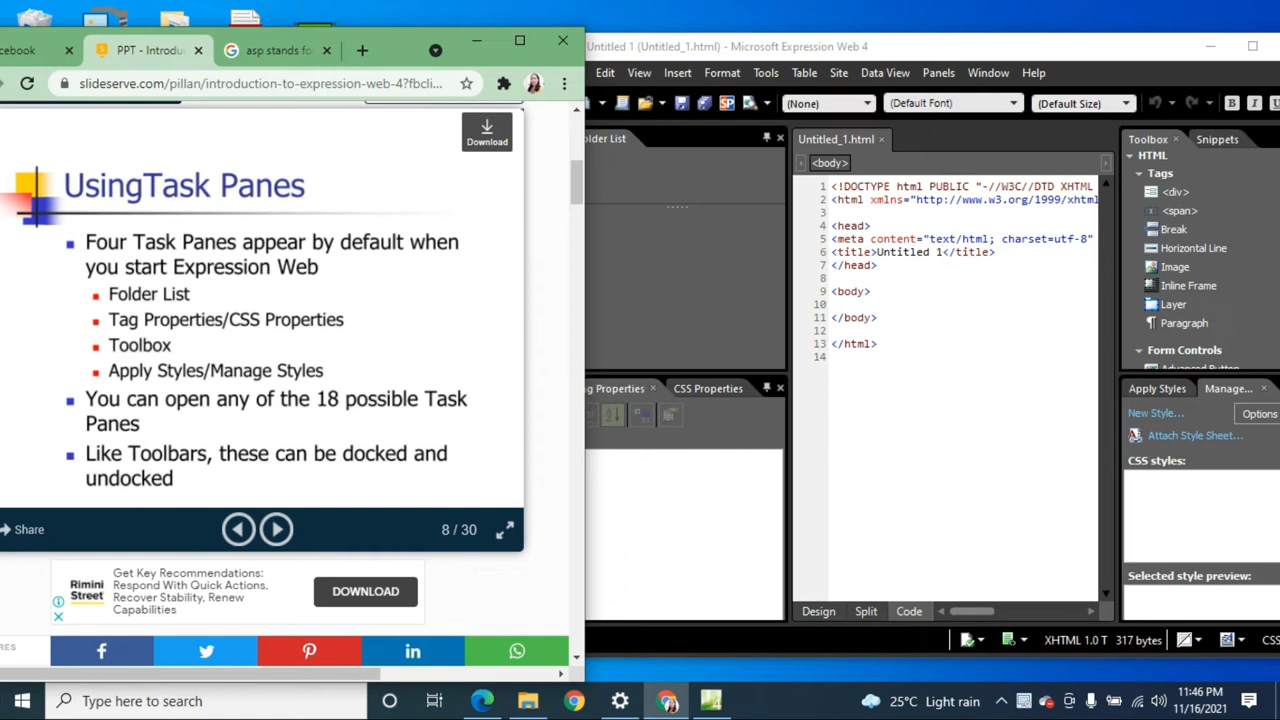 cebook
PPT - Introdu
asp stands fo
slideserve.com/pillan/introduction-to-expression-web-4?fbcli...
Download
UsingTask Panes
Four Task Panes appear by default when
you start Expression Web
Folder List
Tag Properties/CSS Properties
Toolbox
Apply Styles/Manage Styles
You can open any of the 18 possible Task
Panes
Like Toolbars, these can be docked and
undocked
Share
8 / 30
Rimini
Street
Get Key Recommendations:
Respond With Quick Actions,
Recover Stability, Renew
Capabilities
DOWNLOAD
RES
Untitled 1 (Untitled_1.html) - Microsoft Expression Web 4
Edit View Insert Format Tools Table Site Data View Panels Window Help
(None) (Default Font) (Default Size) B I U
older List
Untitled_1.html
<body>
1 <!DOCTYPE html PUBLIC "-//W3C//DTD XHTML
2 <html xmlns="http://www.w3.org/1999/xhtml
3
4 <head>
5 <meta content="text/html; charset=utf-8"
6 <title>Untitled 1</title>
7 </head>
8
9 <body>
10
11 </body>
12
13 </html>
14
Design Split Code
Toolbox Snippets
HTML
Tags
<div>
<span>
Break
Horizontal Line
Image
Inline Frame
Layer
Paragraph
Form Controls
Advanced Button
ag Properties CSS Properties
Apply Styles Manage...
New Style... Options
Attach Style Sheet...
CSS styles:
Selected style preview:
XHTML 1.0 T 317 bytes CSS
Type here to search
25°C Light rain
11:46 PM
11/16/2021